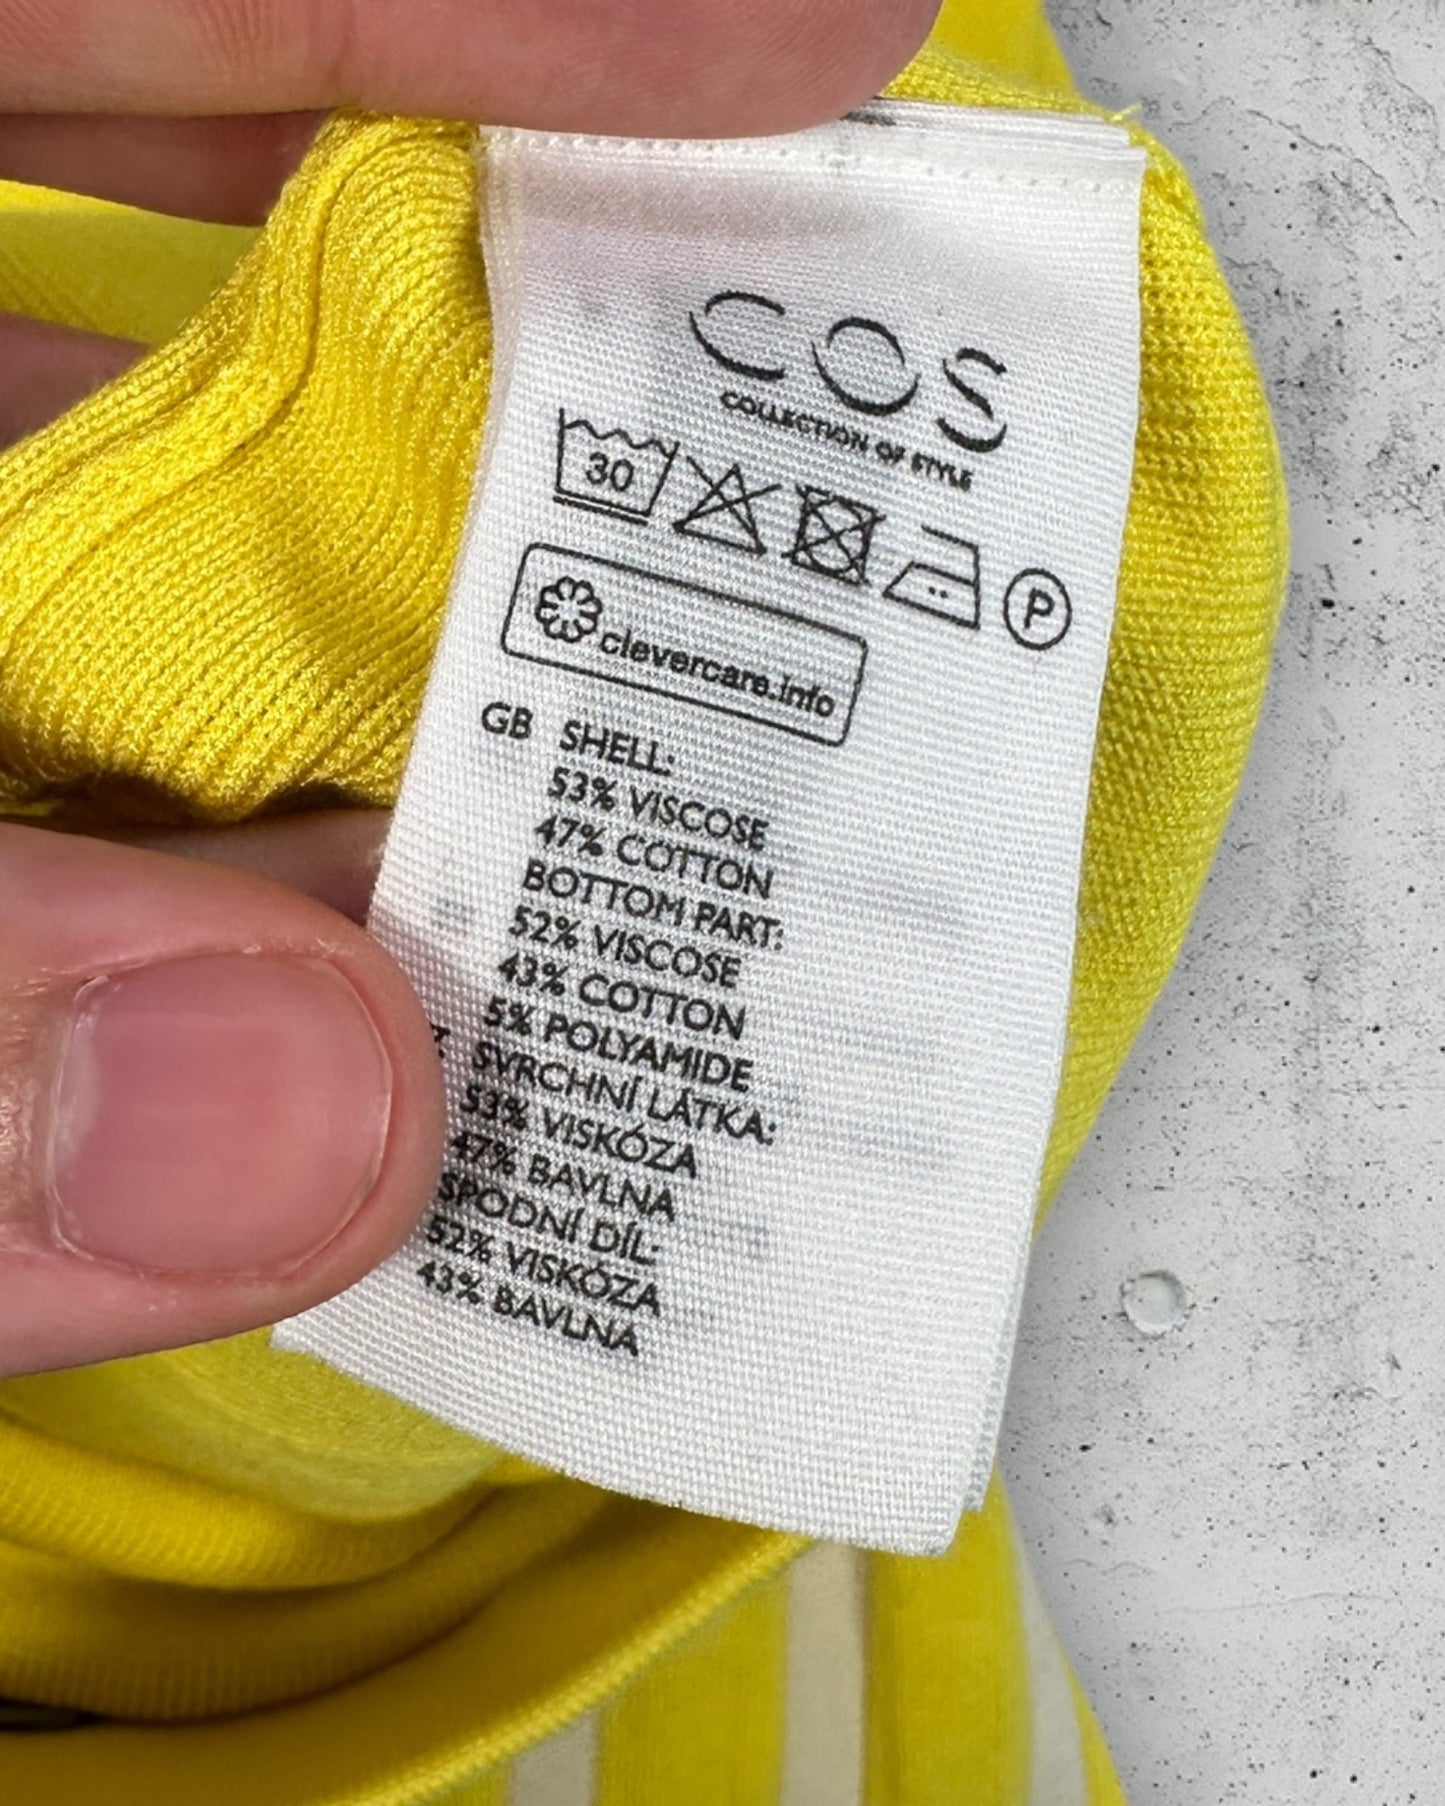 COS
COLLECTION OF STYLE
30
P
clevercare.info
GB SHELL:
53% VISCOSE
47% COTTON
BOTTOM PART:
52% VISCOSE
43% COTTON
5% POLYAMIDE
SVRCHNÍ LÁTKA:
53% VISKÓZA
47% BAVLNA
SPODNÍ DÍL:
52% VISKÓZA
43% BAVLNA